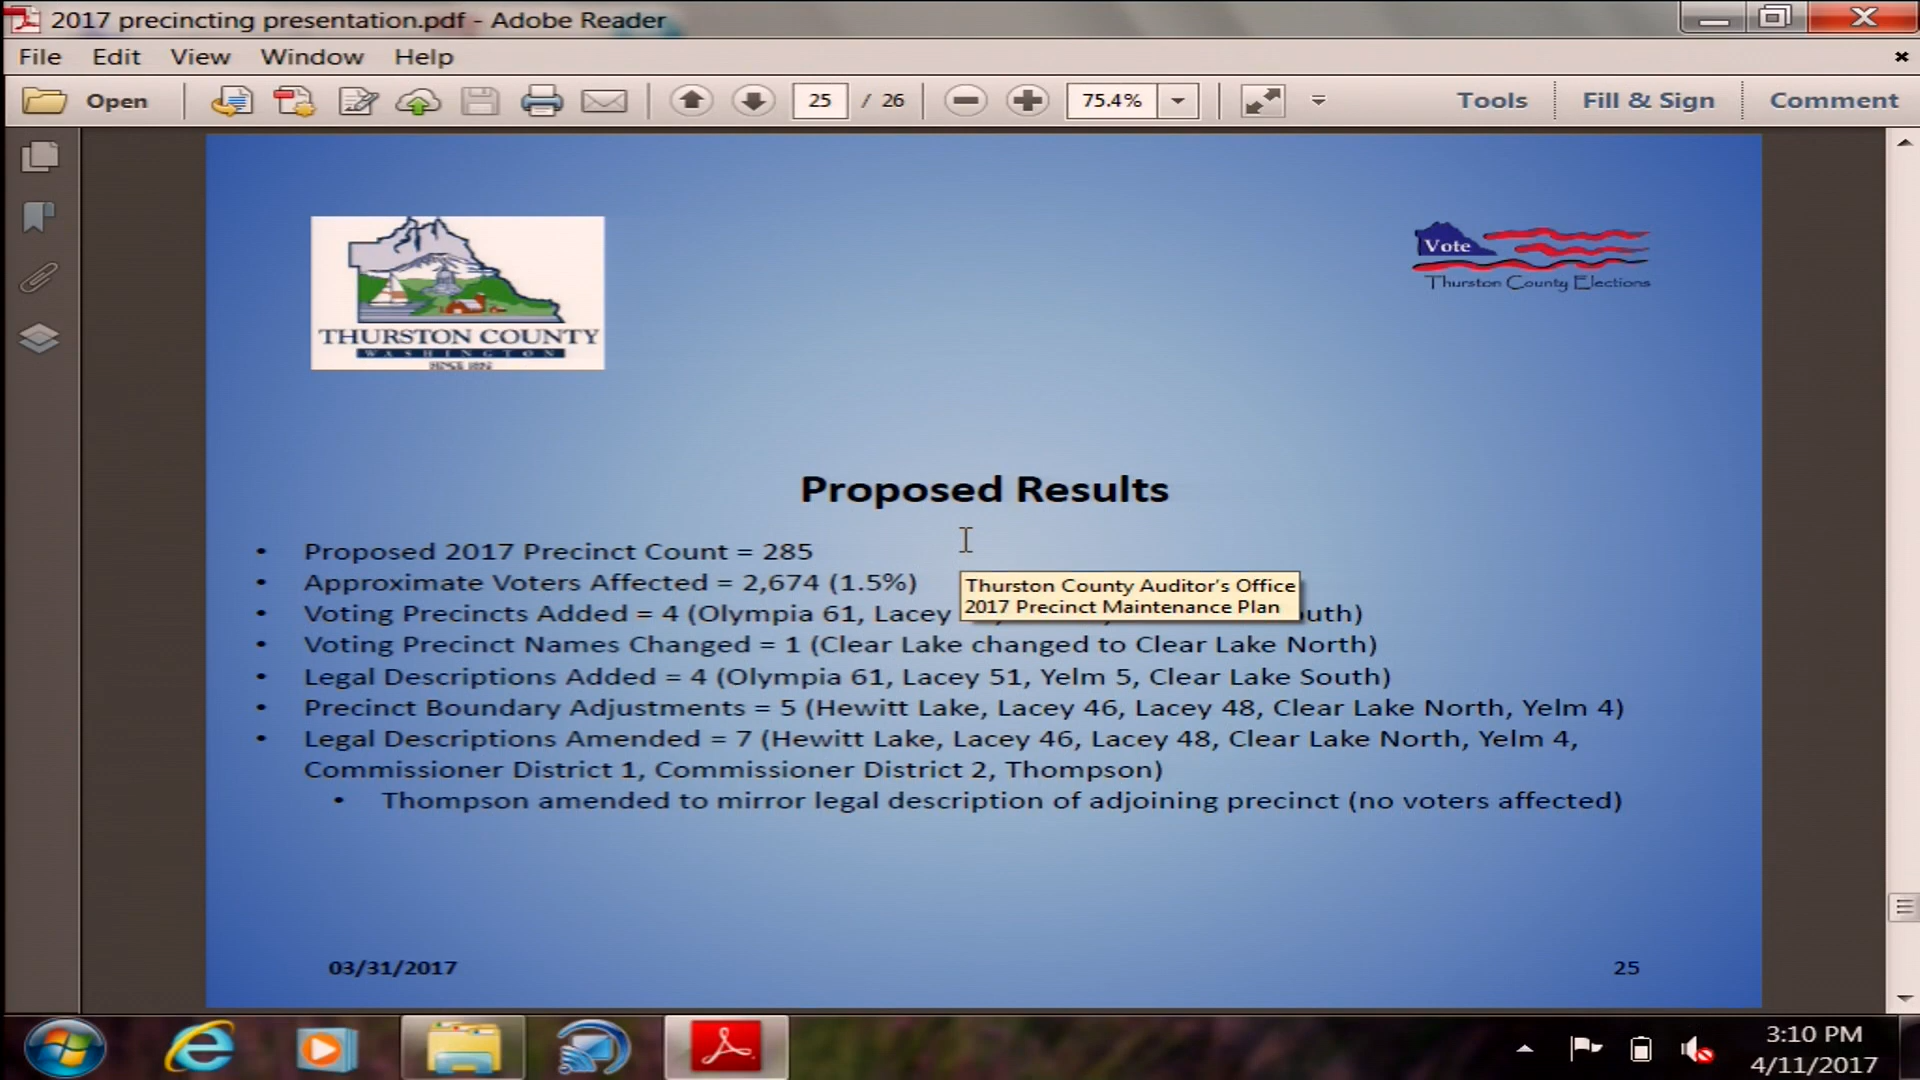 2017 precincting presentation.pdf - Adobe Reader
File Edit View Window Help
Open 25 / 26 75.4% Tools Fill & Sign Comment
THURSTON COUNTY
WASHINGTON
SINCE 1852
Vote
Thurston County Elections
Proposed Results
• Proposed 2017 Precinct Count = 285
• Approximate Voters Affected = 2,674 (1.5%)
Thurston County Auditor's Office
2017 Precinct Maintenance Plan
• Voting Precincts Added = 4 (Olympia 61, Lacey outh)
• Voting Precinct Names Changed = 1 (Clear Lake changed to Clear Lake North)
• Legal Descriptions Added = 4 (Olympia 61, Lacey 51, Yelm 5, Clear Lake South)
• Precinct Boundary Adjustments = 5 (Hewitt Lake, Lacey 46, Lacey 48, Clear Lake North, Yelm 4)
• Legal Descriptions Amended = 7 (Hewitt Lake, Lacey 46, Lacey 48, Clear Lake North, Yelm 4,
Commissioner District 1, Commissioner District 2, Thompson)
• Thompson amended to mirror legal description of adjoining precinct (no voters affected)
03/31/2017 25
3:10 PM
4/11/2017